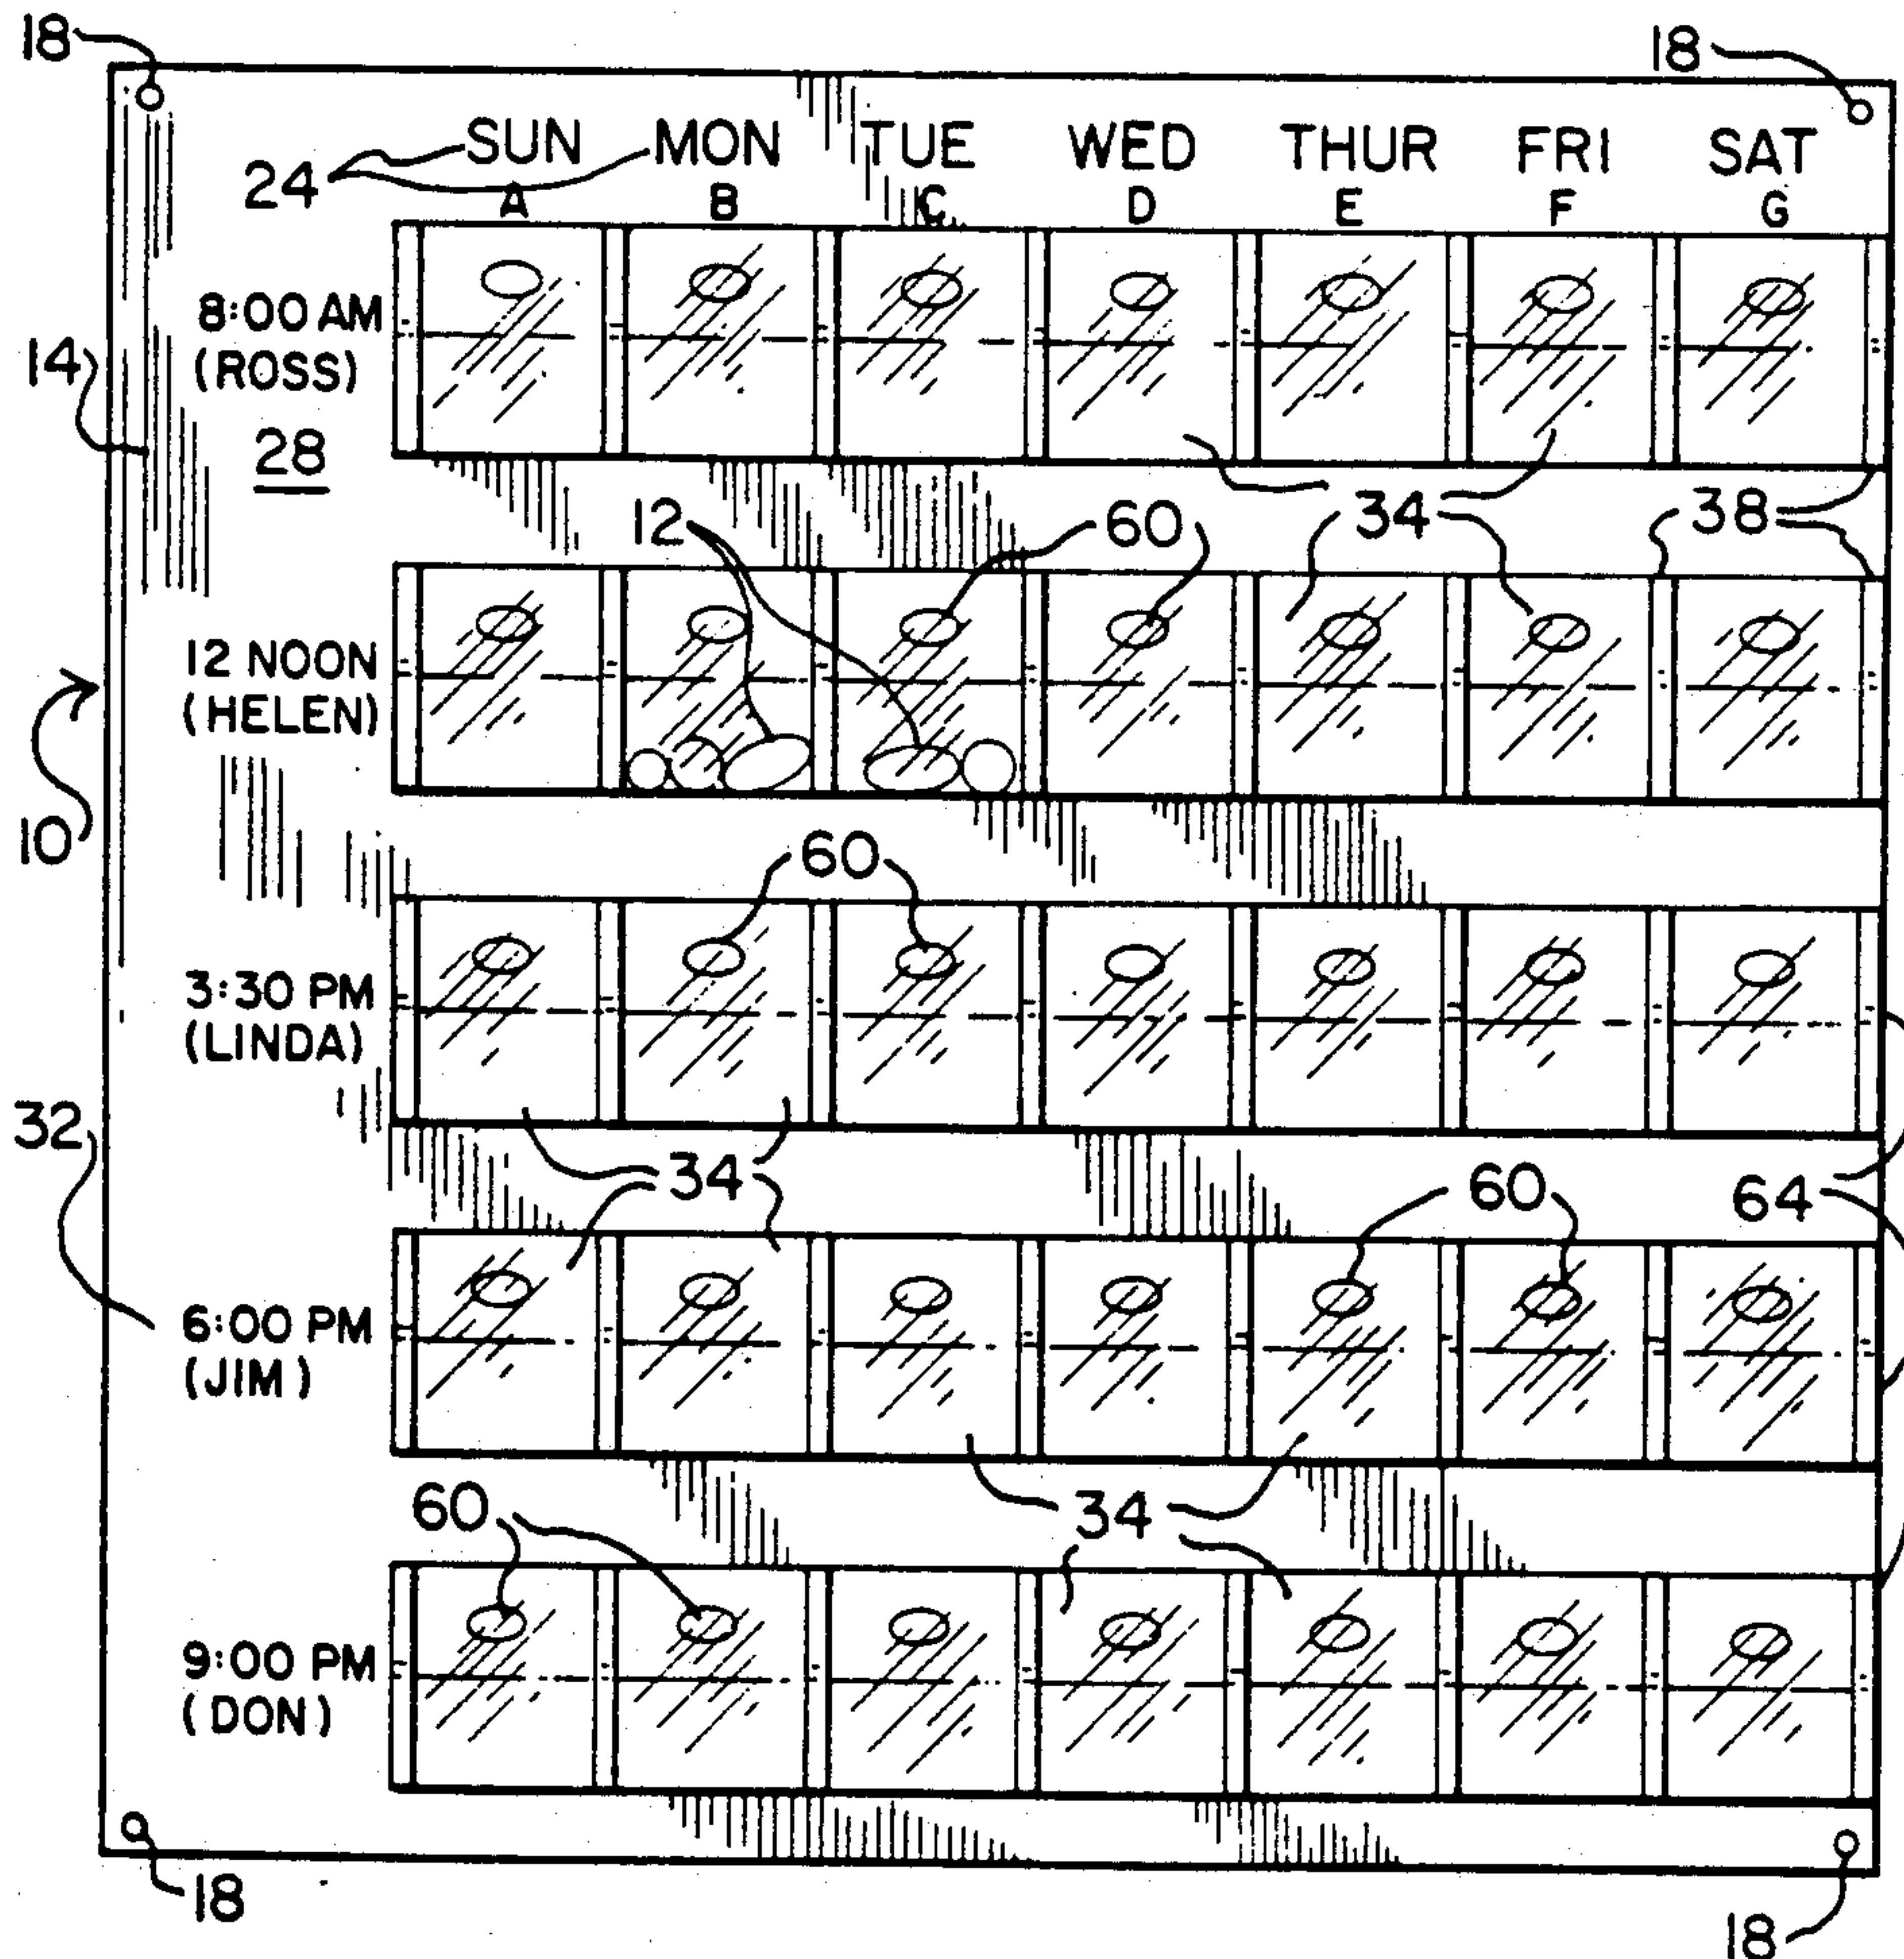 18 18
SUN MON TUE WED THUR FRI SAT
24
A B C D E F G
8:00 AM
(ROSS)
14
28
12 60 34 38
12 NOON
(HELEN)
10
60
3:30 PM
(LINDA)
32
34 60 64
6:00 PM
(JIM)
60 34
9:00 PM
(DON)
18 18